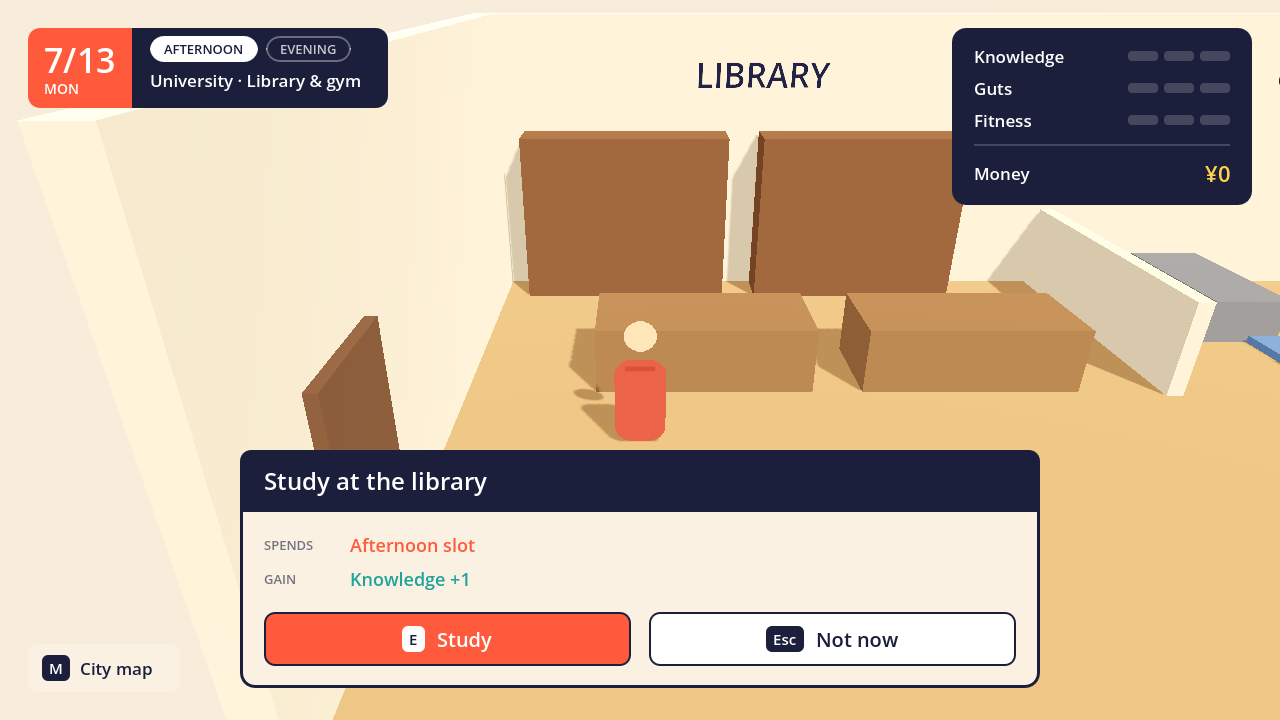 7/13
MON
AFTERNOON
EVENING
University · Library & gym
LIBRARY
Knowledge
Guts
Fitness
Money
¥0
Study at the library
SPENDS
Afternoon slot
GAIN
Knowledge +1
E Study
Esc Not now
M City map